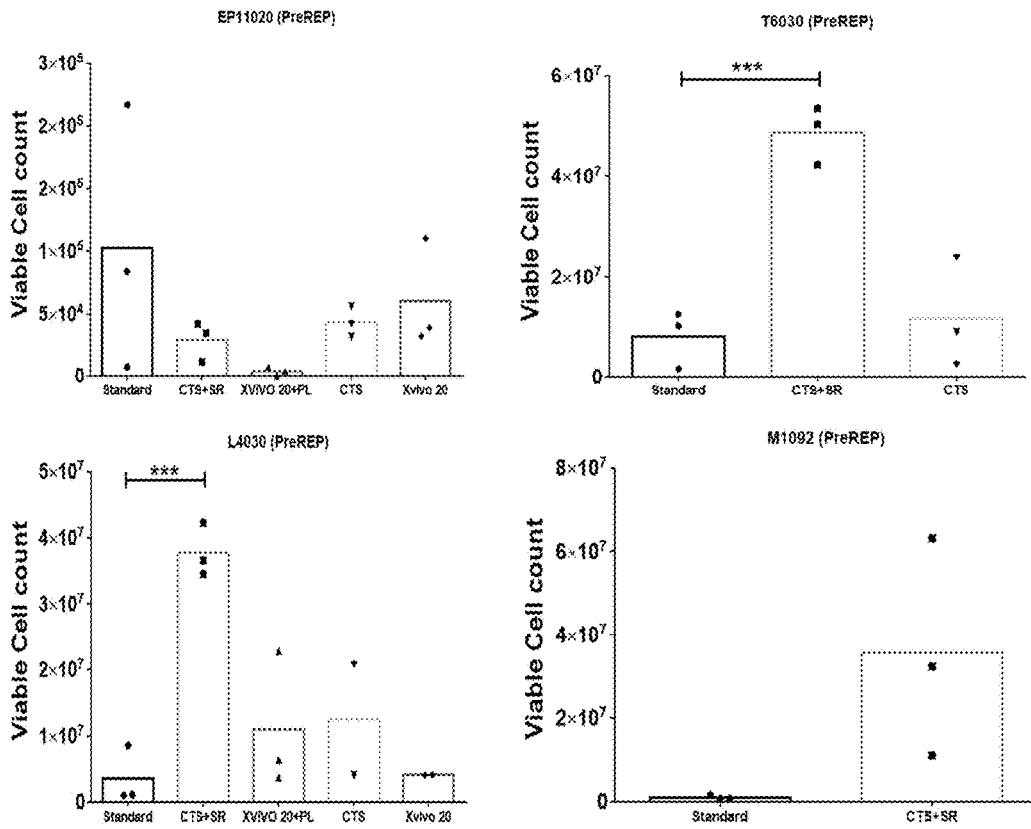 EP11020 (PreREP)
Viable Cell count
3×10⁵
2×10⁵
2×10⁵
1×10⁵
5×10⁴
0
Standard CTS+SR XVIVO 20+PL CTS Xvivo 20
T6030 (PreREP)
Viable Cell count
6×10⁷
4×10⁷
2×10⁷
0
***
Standard CTS+SR CTS
L4030 (PreREP)
Viable Cell count
5×10⁷
4×10⁷
3×10⁷
2×10⁷
1×10⁷
0
***
Standard CTS+SR XVIVO 20+PL CTS Xvivo 20
M1092 (PreREP)
Viable Cell count
8×10⁷
6×10⁷
4×10⁷
2×10⁷
0
Standard CTS+SR